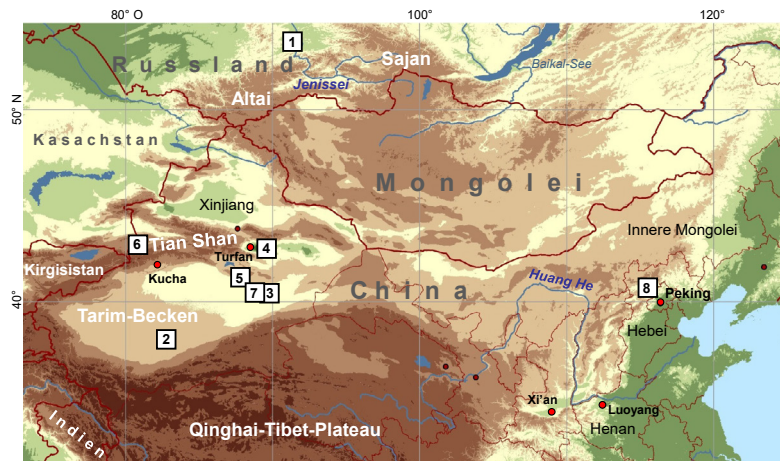 80° O
100°
120°
1
Russland
Sajan
Baikal-See
Jenissei
Altai
50° N
Kasachstan
Mongolei
Xinjiang
Innere Mongolei
6
Tian Shan
4
Turfan
Kirgisistan
Kucha
5
7
3
China
Huang He
8
Peking
40°
Tarim-Becken
2
Hebei
Xi'an
Luoyang
Indien
Qinghai-Tibet-Plateau
Henan